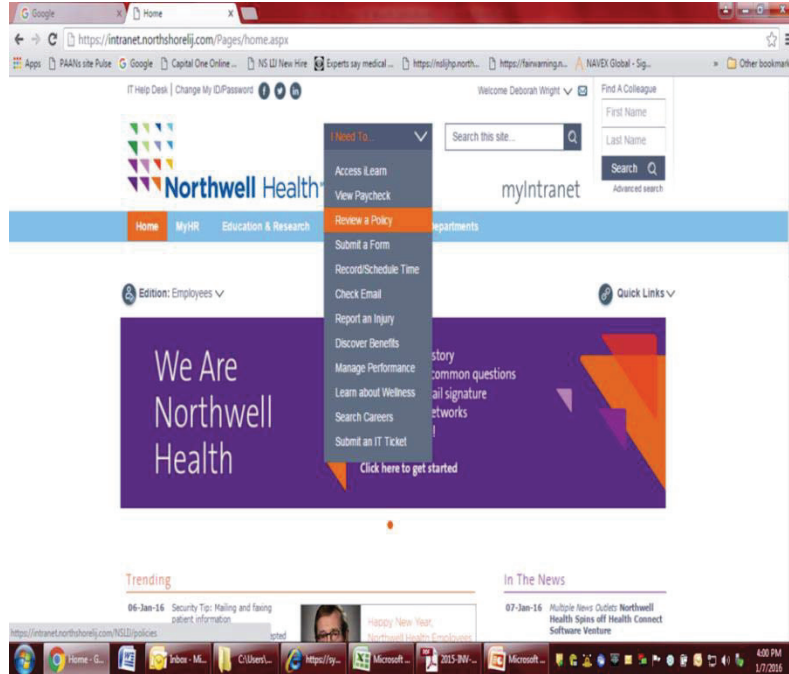 Google
Home
https://intranet.northshorelij.com/Pages/home.aspx
Apps PAANs site Pulse Google Capital One Online ... NS LIJ New Hire Experts say medical ... https://nslijhp.north... https://fairwarning.n... NAVEX Global - Sig... » Other bookmark
IT Help Desk | Change My ID/Password
Welcome Deborah Wright
Find A Colleague
First Name
Last Name
Search
Advanced search
I Need To...
Search this site...
Northwell Health
myIntranet
Access iLearn
View Paycheck
Review a Policy
Submit a Form
Record/Schedule Time
Check Email
Report an Injury
Discover Benefits
Manage Performance
Learn about Wellness
Search Careers
Submit an IT Ticket
Home MyHR Education & Research epartments
Edition: Employees
Quick Links
We Are
Northwell
Health
story
common questions
ail signature
etworks
!
Click here to get started
Trending
06-Jan-16 Security Tip: Mailing and faxing
patient information
Happy New Year,
Northwell Health Employees
In The News
07-Jan-16 Multiple News Outlets Northwell
Health Spins off Health Connect
Software Venture
https://intranet.northshorelij.com/NSLIJ/policies
Home - G... Inbox - Mi... C:\Users\... https://sy... Microsoft ... 2015-INV-... Microsoft ...
4:00 PM
1/7/2016